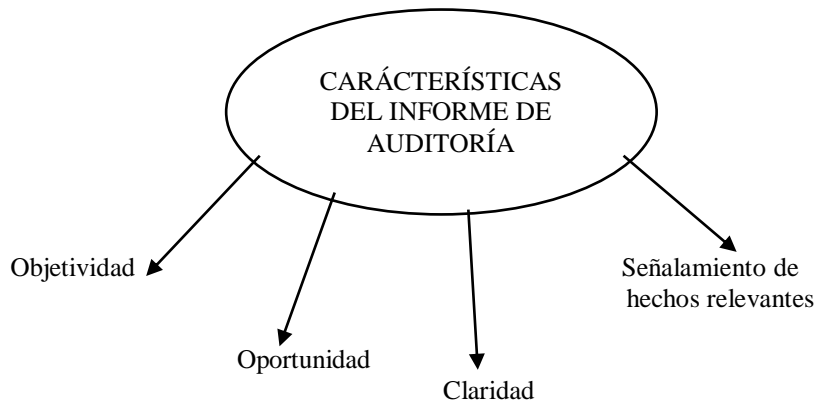 CARÁCTERÍSTICAS
DEL INFORME DE
AUDITORÍA
Objetividad
Señalamiento de
hechos relevantes
Oportunidad
Claridad